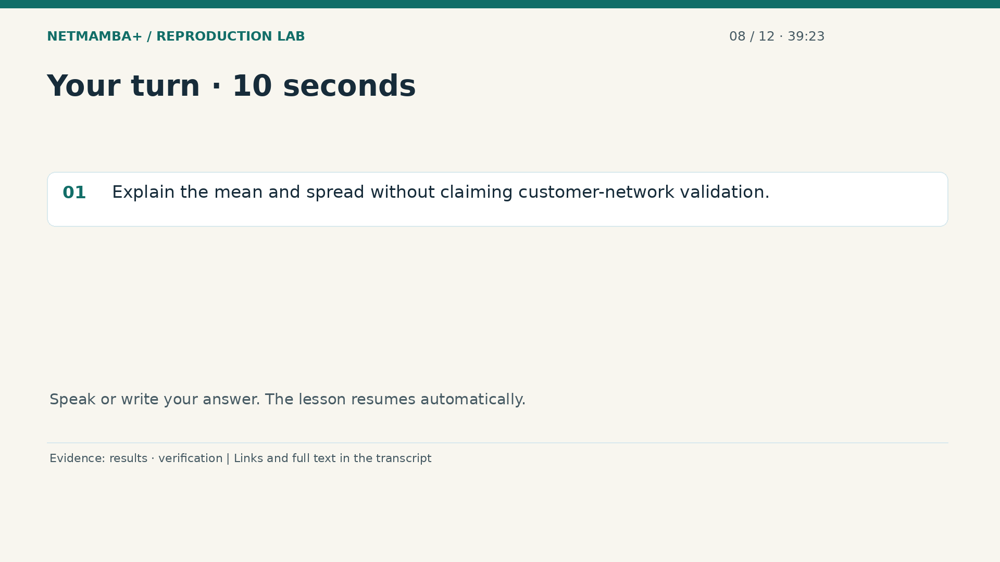 NETMAMBA+ / REPRODUCTION LAB
08 / 12 · 39:23
Your turn · 10 seconds
01 Explain the mean and spread without claiming customer-network validation.
Speak or write your answer. The lesson resumes automatically.
Evidence: results · verification | Links and full text in the transcript